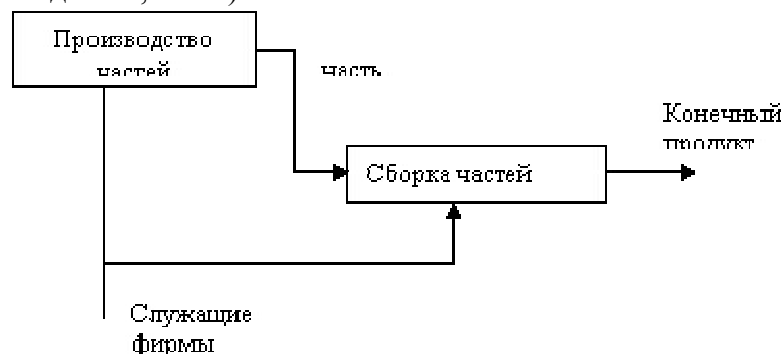 Производство
частей
часть
Конечный
продукт
Сборка частей
Служащие
фирмы